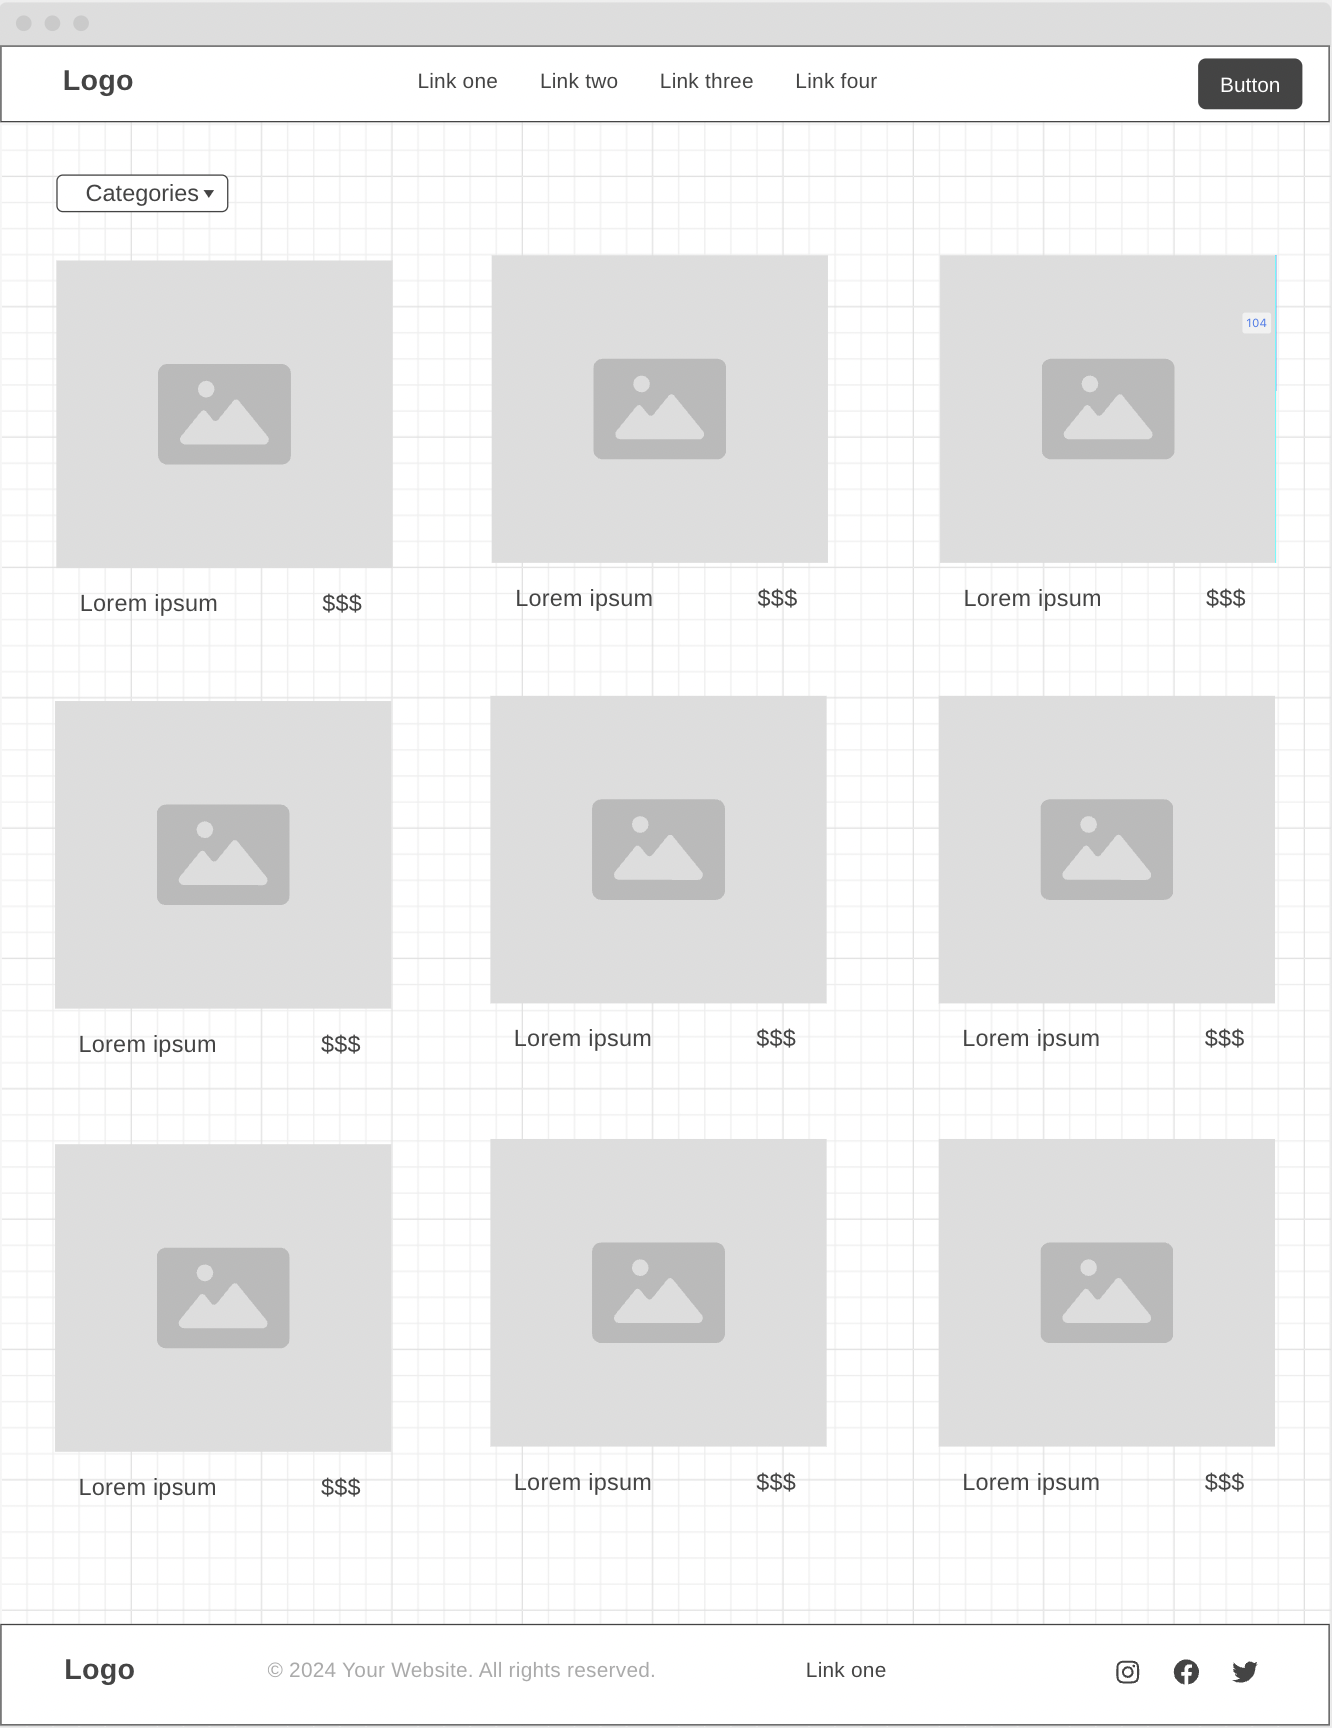 Logo Link one Link two Link three Link four Button
Categories
104
Lorem ipsum $$$ Lorem ipsum $$$ Lorem ipsum $$$
Lorem ipsum $$$ Lorem ipsum $$$ Lorem ipsum $$$
Lorem ipsum $$$ Lorem ipsum $$$ Lorem ipsum $$$
Logo © 2024 Your Website. All rights reserved. Link one